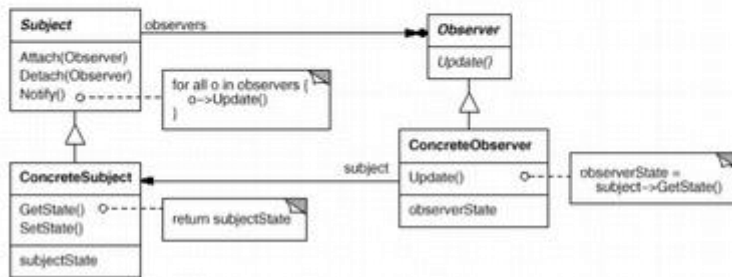 Subject
observers
Observer
Attach(Observer)
Detach(Observer)
Notify()
Update()
for all o in observers {
o->Update()
}
ConcreteSubject
subject
ConcreteObserver
GetState()
SetState()
return subjectState
Update()
observerState =
subject->GetState()
subjectState
observerState